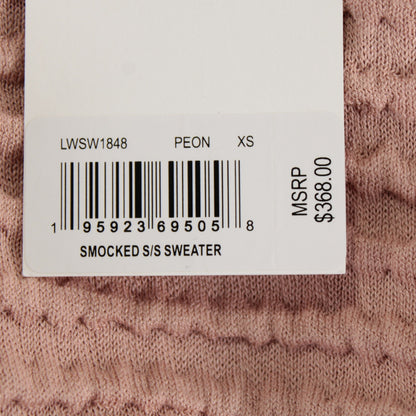 LWSW1848 PEON XS
1 95923 69505 8
SMOCKED S/S SWEATER
MSRP
$368.00